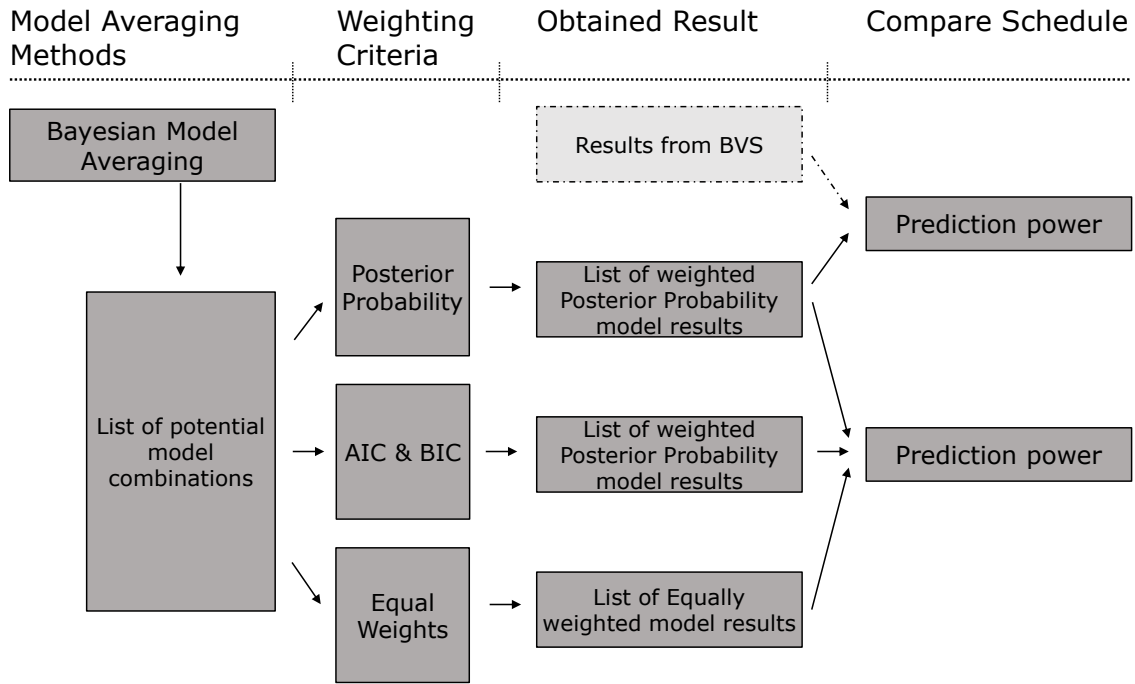 Model Averaging
Methods
Weighting
Criteria
Obtained Result
Compare Schedule
Bayesian Model
Averaging
List of potential
model
combinations
Posterior
Probability
AIC & BIC
Equal
Weights
Results from BVS
List of weighted
Posterior Probability
model results
List of weighted
Posterior Probability
model results
List of Equally
weighted model results
Prediction power
Prediction power